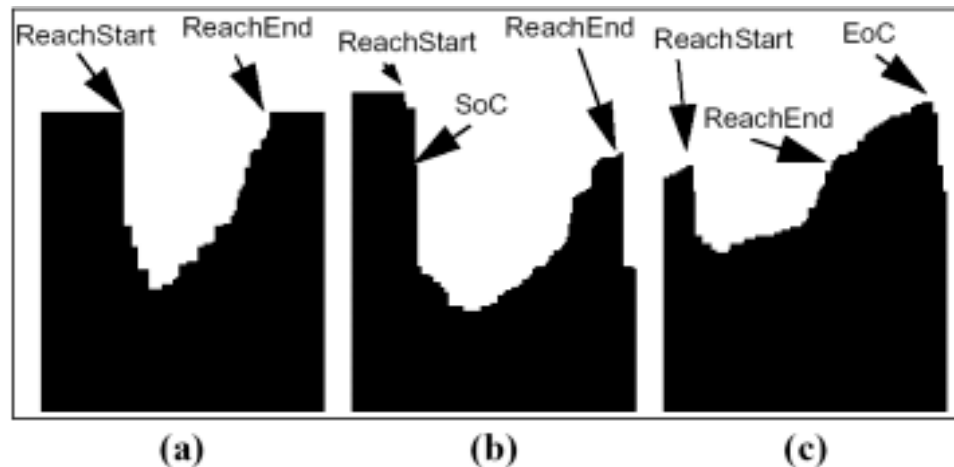 ReachStart ReachEnd
ReachStart SoC ReachEnd
ReachStart ReachEnd EoC
(a) (b) (c)